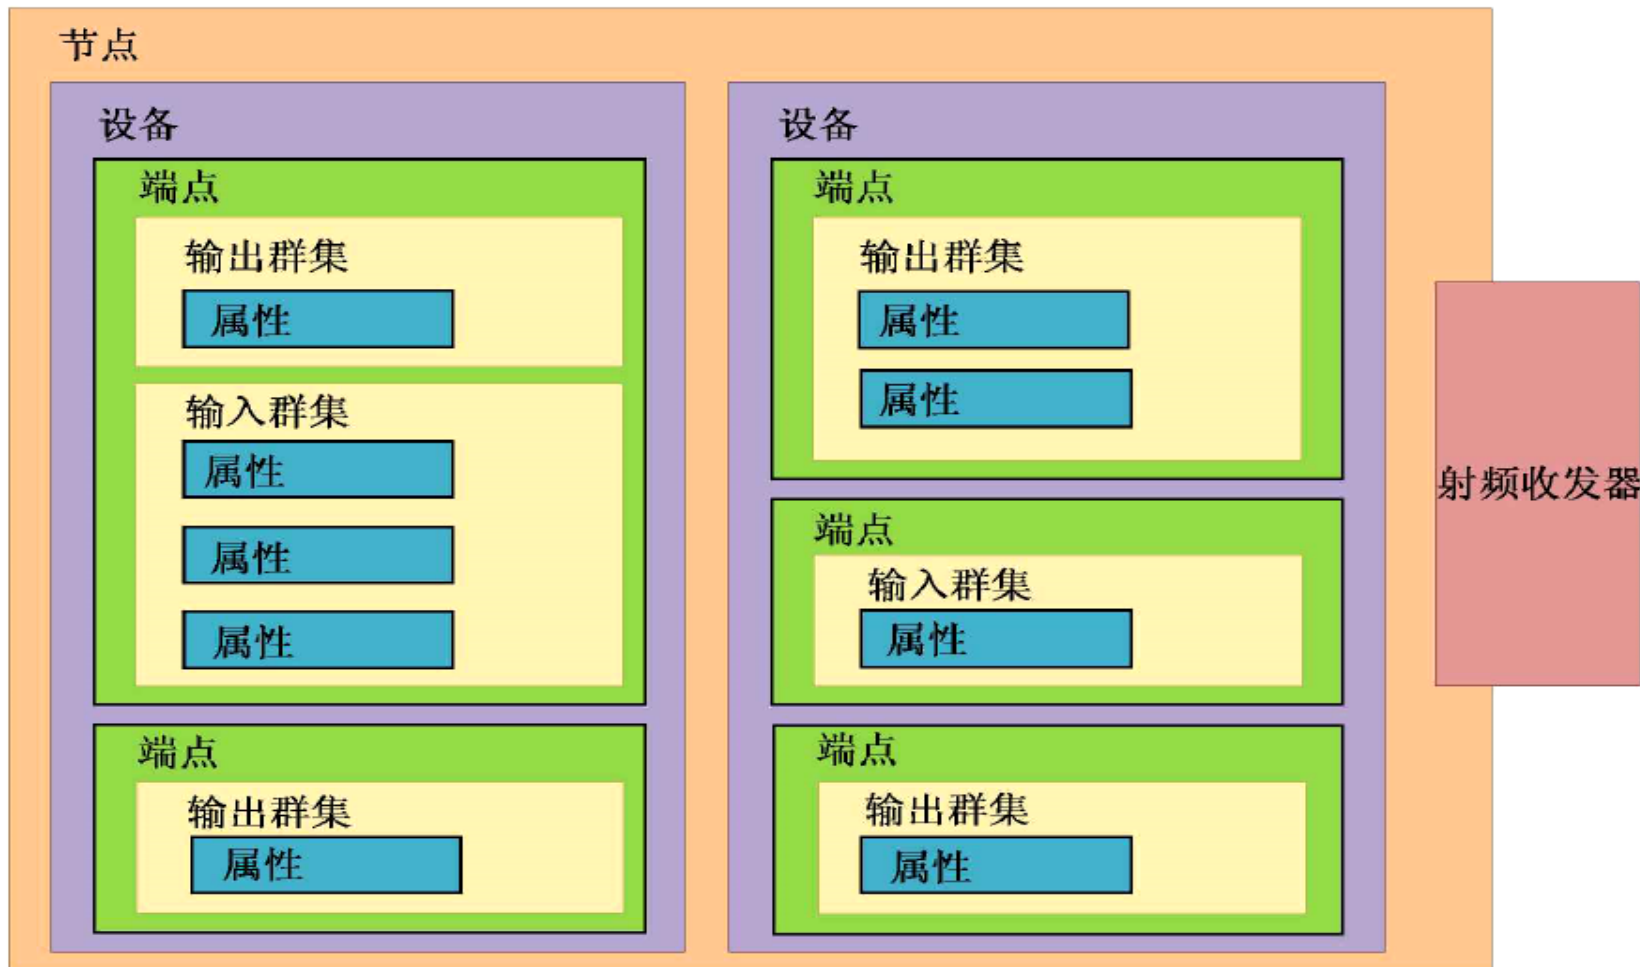 节点
设备
端点
输出群集
属性
输入群集
属性
属性
属性
端点
输出群集
属性
设备
端点
输出群集
属性
属性
端点
输入群集
属性
端点
输出群集
属性
射频收发器